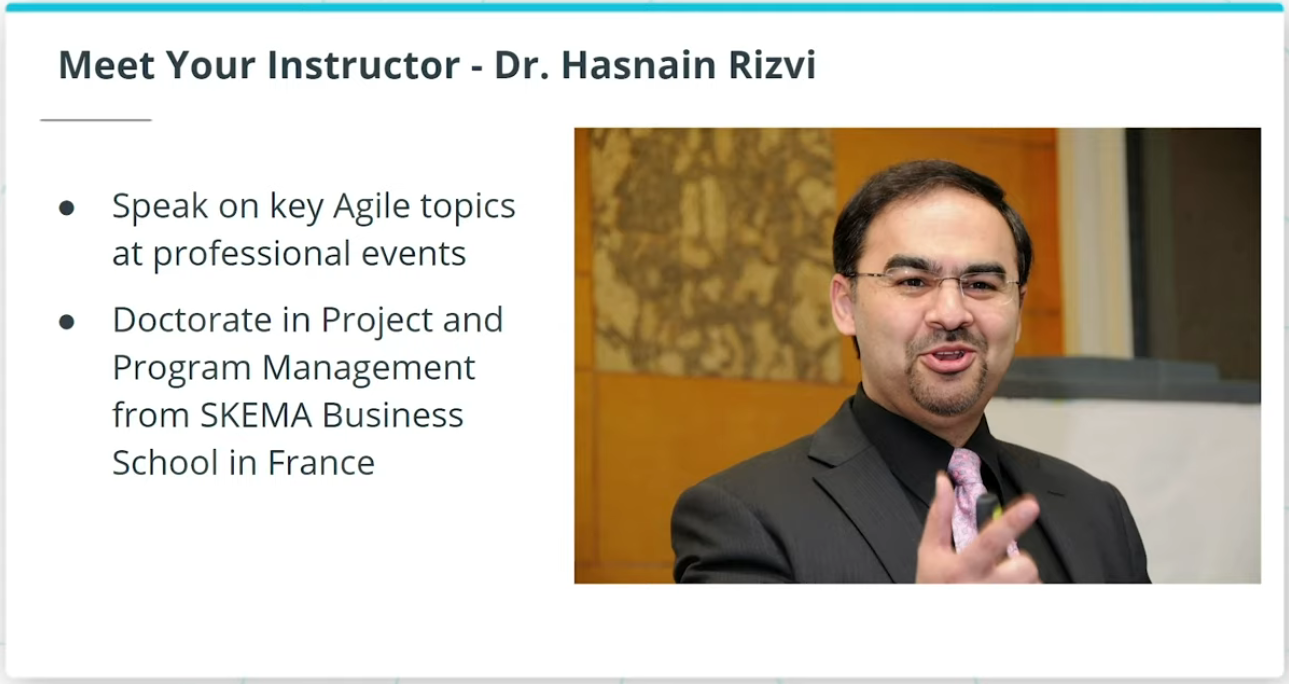 Meet Your Instructor - Dr. Hasnain Rizvi
● Speak on key Agile topics
at professional events
● Doctorate in Project and
Program Management
from SKEMA Business
School in France